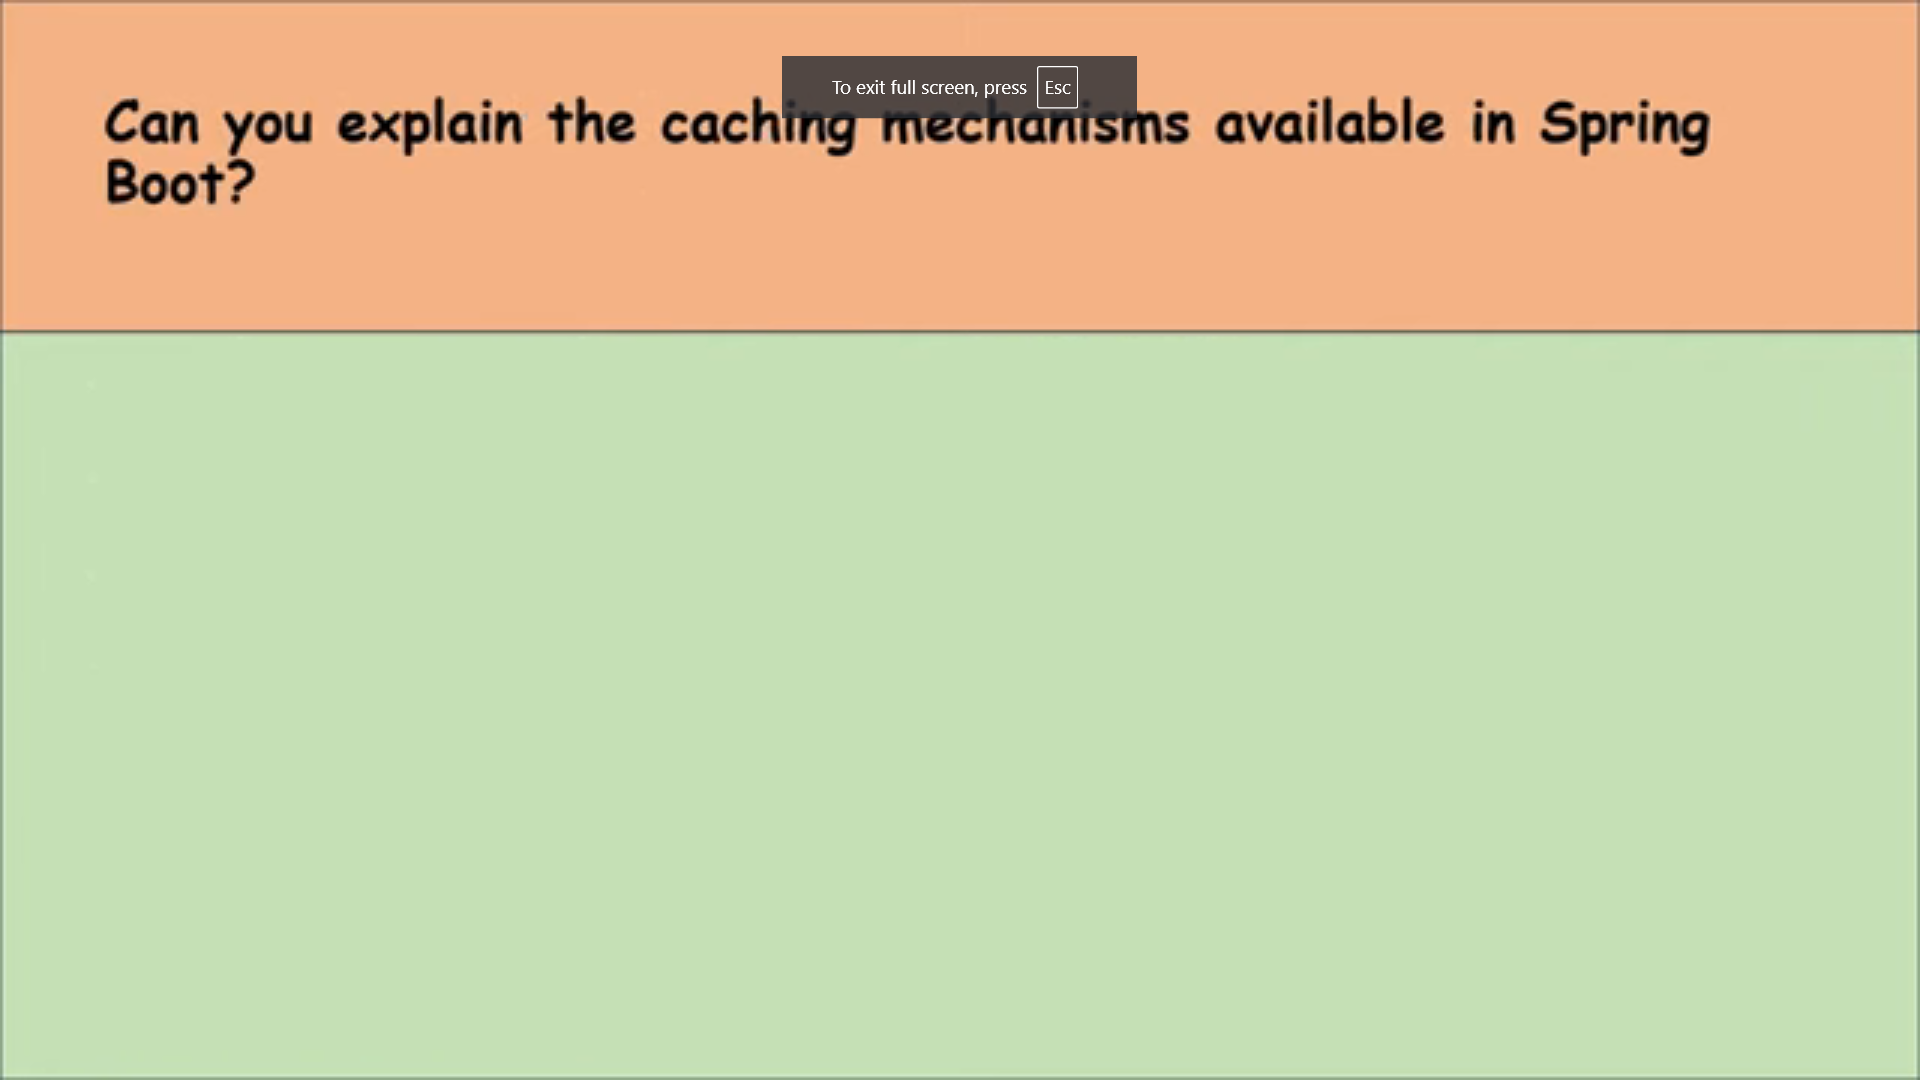 To exit full screen, press Esc
Can you explain the caching mechanisms available in Spring
Boot?